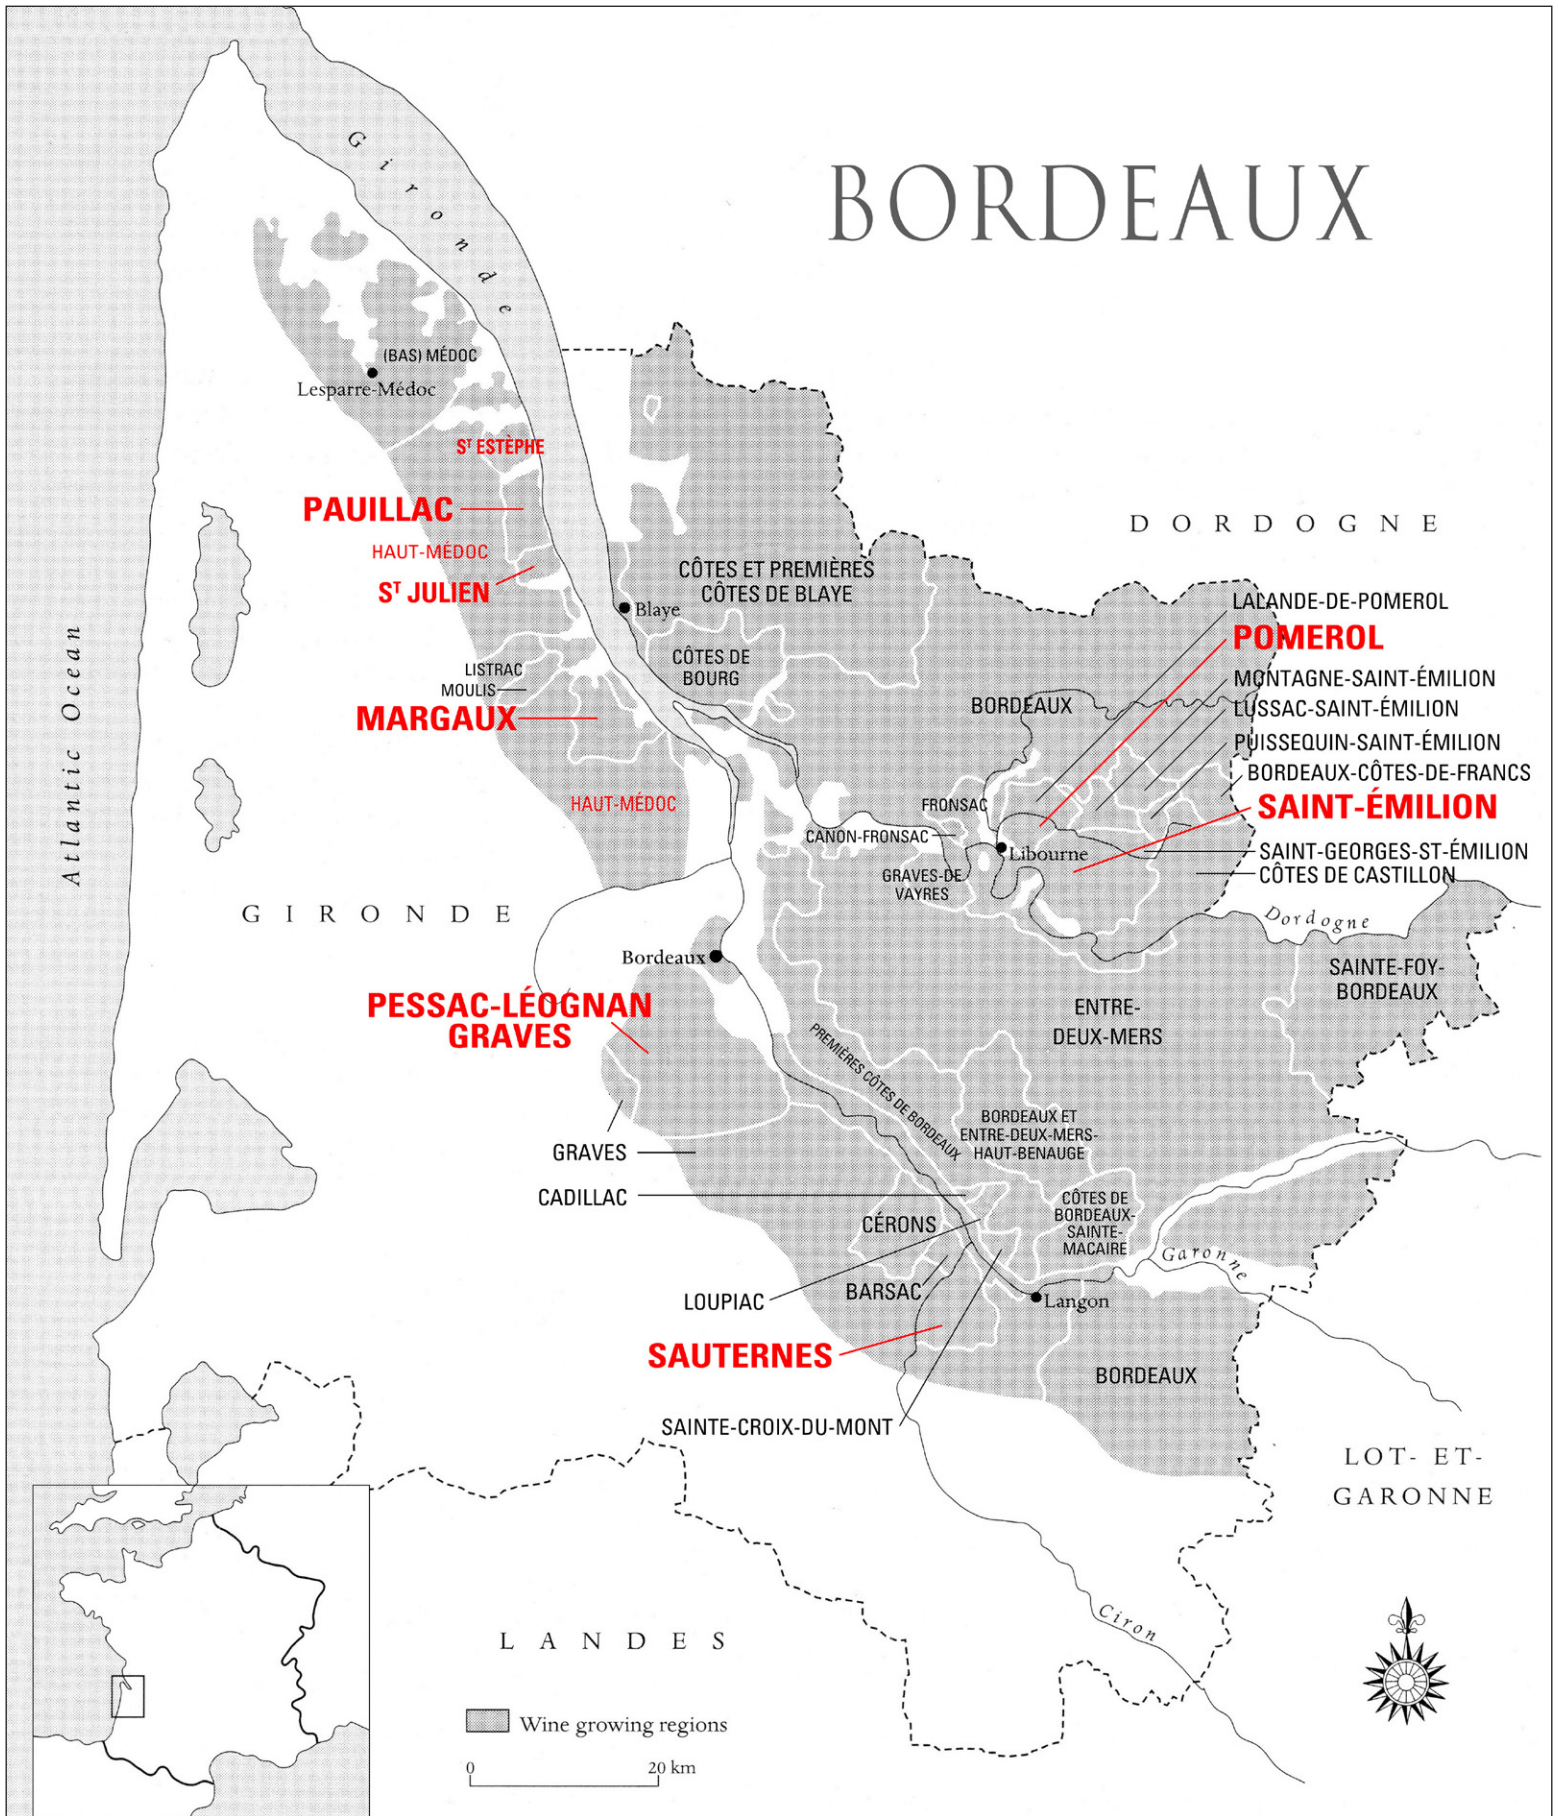 BORDEAUX
Gironde
(BAS) MÉDOC
Lesparre-Médoc
Sᵀ ESTÈPHE
PAUILLAC
HAUT-MÉDOC
Sᵀ JULIEN
DORDOGNE
CÔTES ET PREMIÈRES
CÔTES DE BLAYE
Blaye
LALANDE-DE-POMEROL
POMEROL
CÔTES DE
BOURG
LISTRAC
MOULIS
MARGAUX
Atlantic Ocean
BORDEAUX
MONTAGNE-SAINT-ÉMILION
LUSSAC-SAINT-ÉMILION
PUISSEQUIN-SAINT-ÉMILION
BORDEAUX-CÔTES-DE-FRANCS
SAINT-ÉMILION
HAUT-MÉDOC
FRONSAC
CANON-FRONSAC
Libourne
SAINT-GEORGES-ST-ÉMILION
CÔTES DE CASTILLON
GRAVES-DE-
VAYRES
GIRONDE
Dordogne
Bordeaux
SAINTE-FOY-
BORDEAUX
PESSAC-LÉOGNAN
GRAVES
ENTRE-
DEUX-MERS
PREMIÈRES CÔTES DE BORDEAUX
BORDEAUX ET
ENTRE-DEUX-MERS-
HAUT-BENAUGE
GRAVES
CADILLAC
CÉRONS
CÔTES DE
BORDEAUX-
SAINTE-
MACAIRE
Garonne
BARSAC
LOUPIAC
Langon
SAUTERNES
BORDEAUX
SAINTE-CROIX-DU-MONT
LOT- ET-
GARONNE
Ciron
LANDES
Wine growing regions
0 20 km